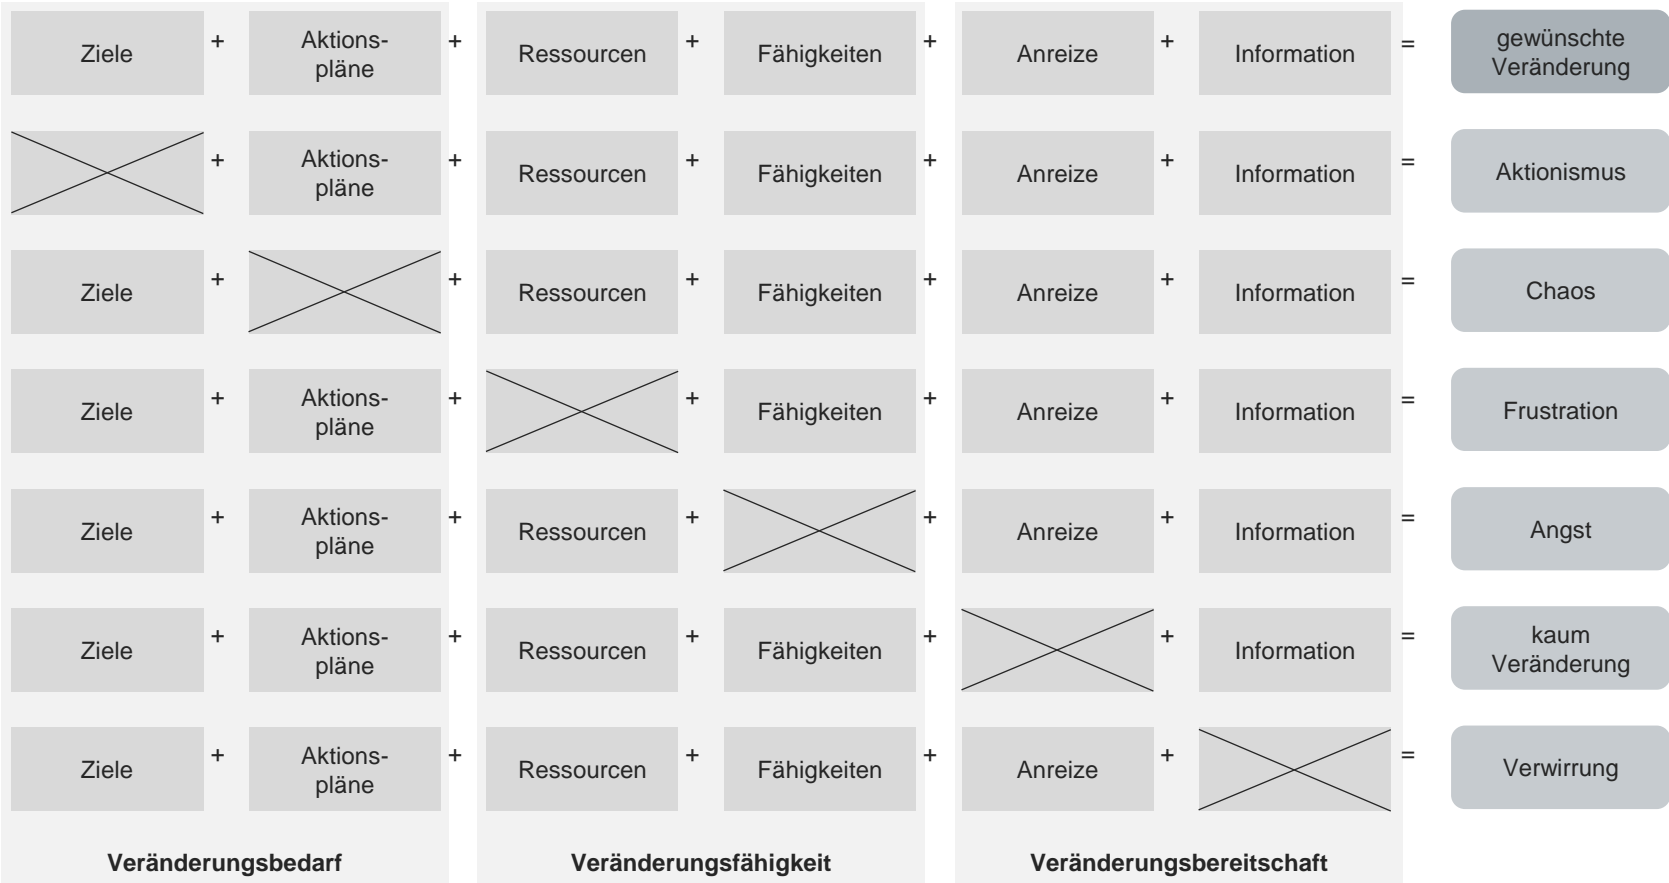 Ziele + Aktions- + Ressourcen + Fähigkeiten + Anreize + Information = gewünschte
pläne Veränderung
+ Aktions- + Ressourcen + Fähigkeiten + Anreize + Information = Aktionismus
pläne
Ziele + + Ressourcen + Fähigkeiten + Anreize + Information = Chaos
Ziele + Aktions- + + Fähigkeiten + Anreize + Information = Frustration
pläne
Ziele + Aktions- + Ressourcen + + Anreize + Information = Angst
pläne
Ziele + Aktions- + Ressourcen + Fähigkeiten + + Information = kaum
pläne Veränderung
Ziele + Aktions- + Ressourcen + Fähigkeiten + Anreize + = Verwirrung
pläne
Veränderungsbedarf Veränderungsfähigkeit Veränderungsbereitschaft